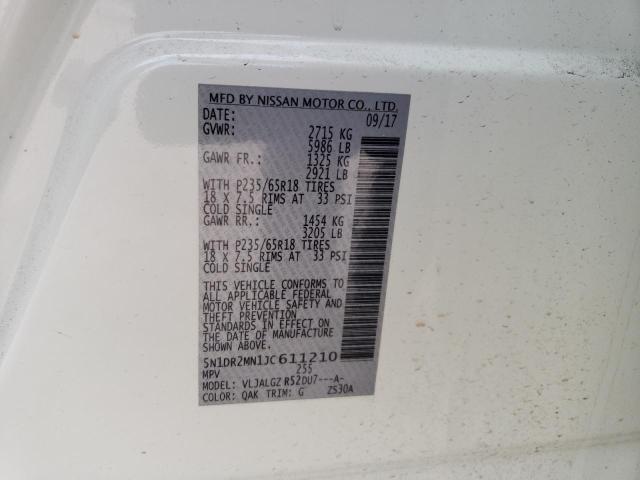 MFD BY NISSAN MOTOR CO., LTD.
DATE: 09/17
GVWR: 2715 KG
5986 LB
GAWR FR.: 1325 KG
2921 LB
WITH P235/65R18 TIRES
18 X 7.5 RIMS AT 33 PSI
COLD SINGLE
GAWR RR.: 1454 KG
3205 LB
WITH P235/65R18 TIRES
18 X 7.5 RIMS AT 33 PSI
COLD SINGLE
THIS VEHICLE CONFORMS TO
ALL APPLICABLE FEDERAL
MOTOR VEHICLE SAFETY AND
THEFT PREVENTION
STANDARDS IN EFFECT ON
THE DATE OF MANUFACTURE
5N1DR2MN1JC611210
MPV 255
MODEL: VLJALGZ R52DU7---A-
COLOR: QAK TRIM: G ZS30A